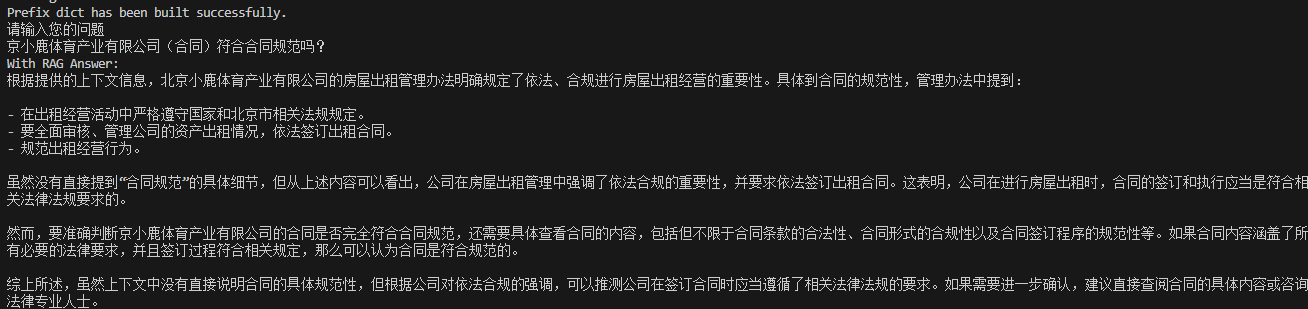 Prefix dict has been built successfully.
请输入您的问题
京小鹿体育产业有限公司（合同）符合合同规范吗?
With RAG Answer:
根据提供的上下文信息，北京小鹿体育产业有限公司的房屋出租管理办法明确规定了依法、合规进行房屋出租经营的重要性。具体到合同的规范性，管理办法中提到：
- 在出租经营活动中严格遵守国家和北京市相关法规规定。
- 要全面审核、管理公司的资产出租情况，依法签订出租合同。
- 规范出租经营行为。
虽然没有直接提到“合同规范”的具体细节，但从上述内容可以看出，公司在房屋出租管理中强调了依法合规的重要性，并要求依法签订出租合同。这表明，公司在进行房屋出租时，合同的签订和执行应当是符合相
关法律法规要求的。
然而，要准确判断京小鹿体育产业有限公司的合同是否完全符合合同规范，还需要具体查看合同的内容，包括但不限于合同条款的合法性、合同形式的合规性以及合同签订程序的规范性等。如果合同内容涵盖了所
有必要的法律要求，并且签订过程符合相关规定，那么可以认为合同是符合规范的。
综上所述，虽然上下文中没有直接说明合同的具体规范性，但根据公司对依法合规的强调，可以推测公司在签订合同时应当遵循了相关法律法规的要求。如果需要进一步确认，建议直接查阅合同的具体内容或咨询
法律专业人士。